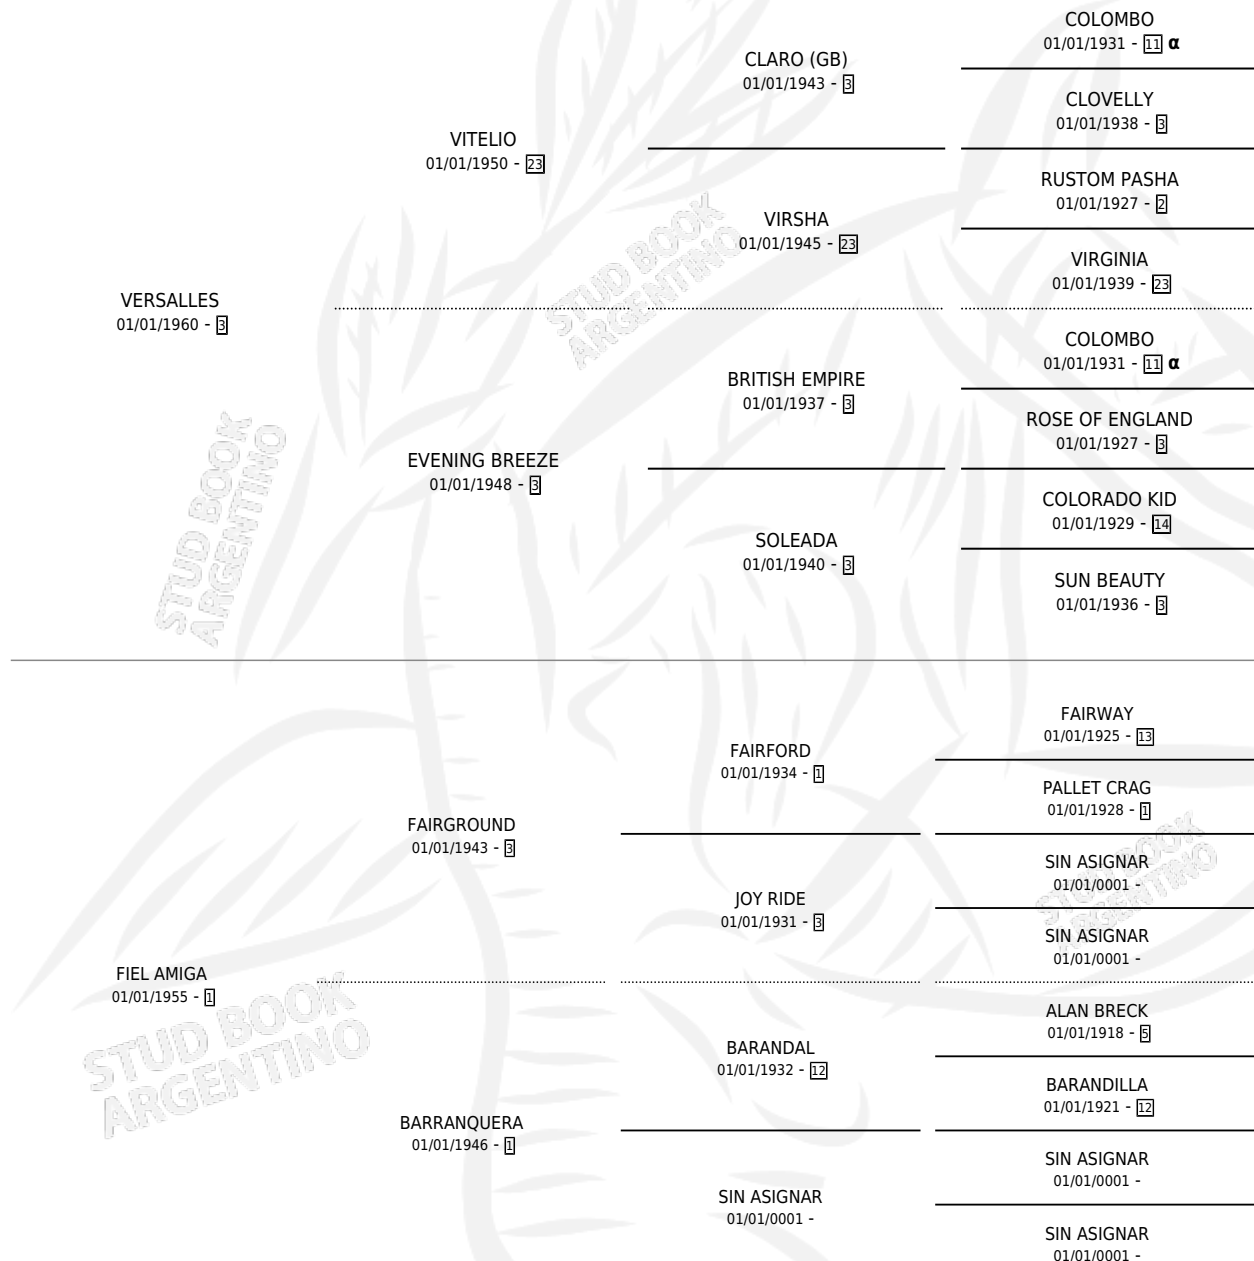 COLOMBO
01/01/1931 - 11 α
CLARO (GB)
01/01/1943 - 3
CLOVELLY
01/01/1938 - 3
VITELIO
01/01/1950 - 23
RUSTOM PASHA
01/01/1927 - 2
VIRSHA
01/01/1945 - 23
VIRGINIA
01/01/1939 - 23
VERSALLES
01/01/1960 - 3
COLOMBO
01/01/1931 - 11 α
BRITISH EMPIRE
01/01/1937 - 3
ROSE OF ENGLAND
01/01/1927 - 3
EVENING BREEZE
01/01/1948 - 3
COLORADO KID
01/01/1929 - 14
SOLEADA
01/01/1940 - 3
SUN BEAUTY
01/01/1936 - 3
FAIRWAY
01/01/1925 - 13
FAIRFORD
01/01/1934 - 1
PALLET CRAG
01/01/1928 - 1
FAIRGROUND
01/01/1943 - 3
SIN ASIGNAR
01/01/0001 -
JOY RIDE
01/01/1931 - 3
SIN ASIGNAR
01/01/0001 -
FIEL AMIGA
01/01/1955 - 1
ALAN BRECK
01/01/1918 - 5
BARANDAL
01/01/1932 - 12
BARANDILLA
01/01/1921 - 12
BARRANQUERA
01/01/1946 - 1
SIN ASIGNAR
01/01/0001 -
SIN ASIGNAR
01/01/0001 -
SIN ASIGNAR
01/01/0001 -
STUD BOOK
ARGENTINO
STUD BOOK
ARGENTINO
STUD BOOK
ARGENTINO
STUD BOOK
ARGENTINO